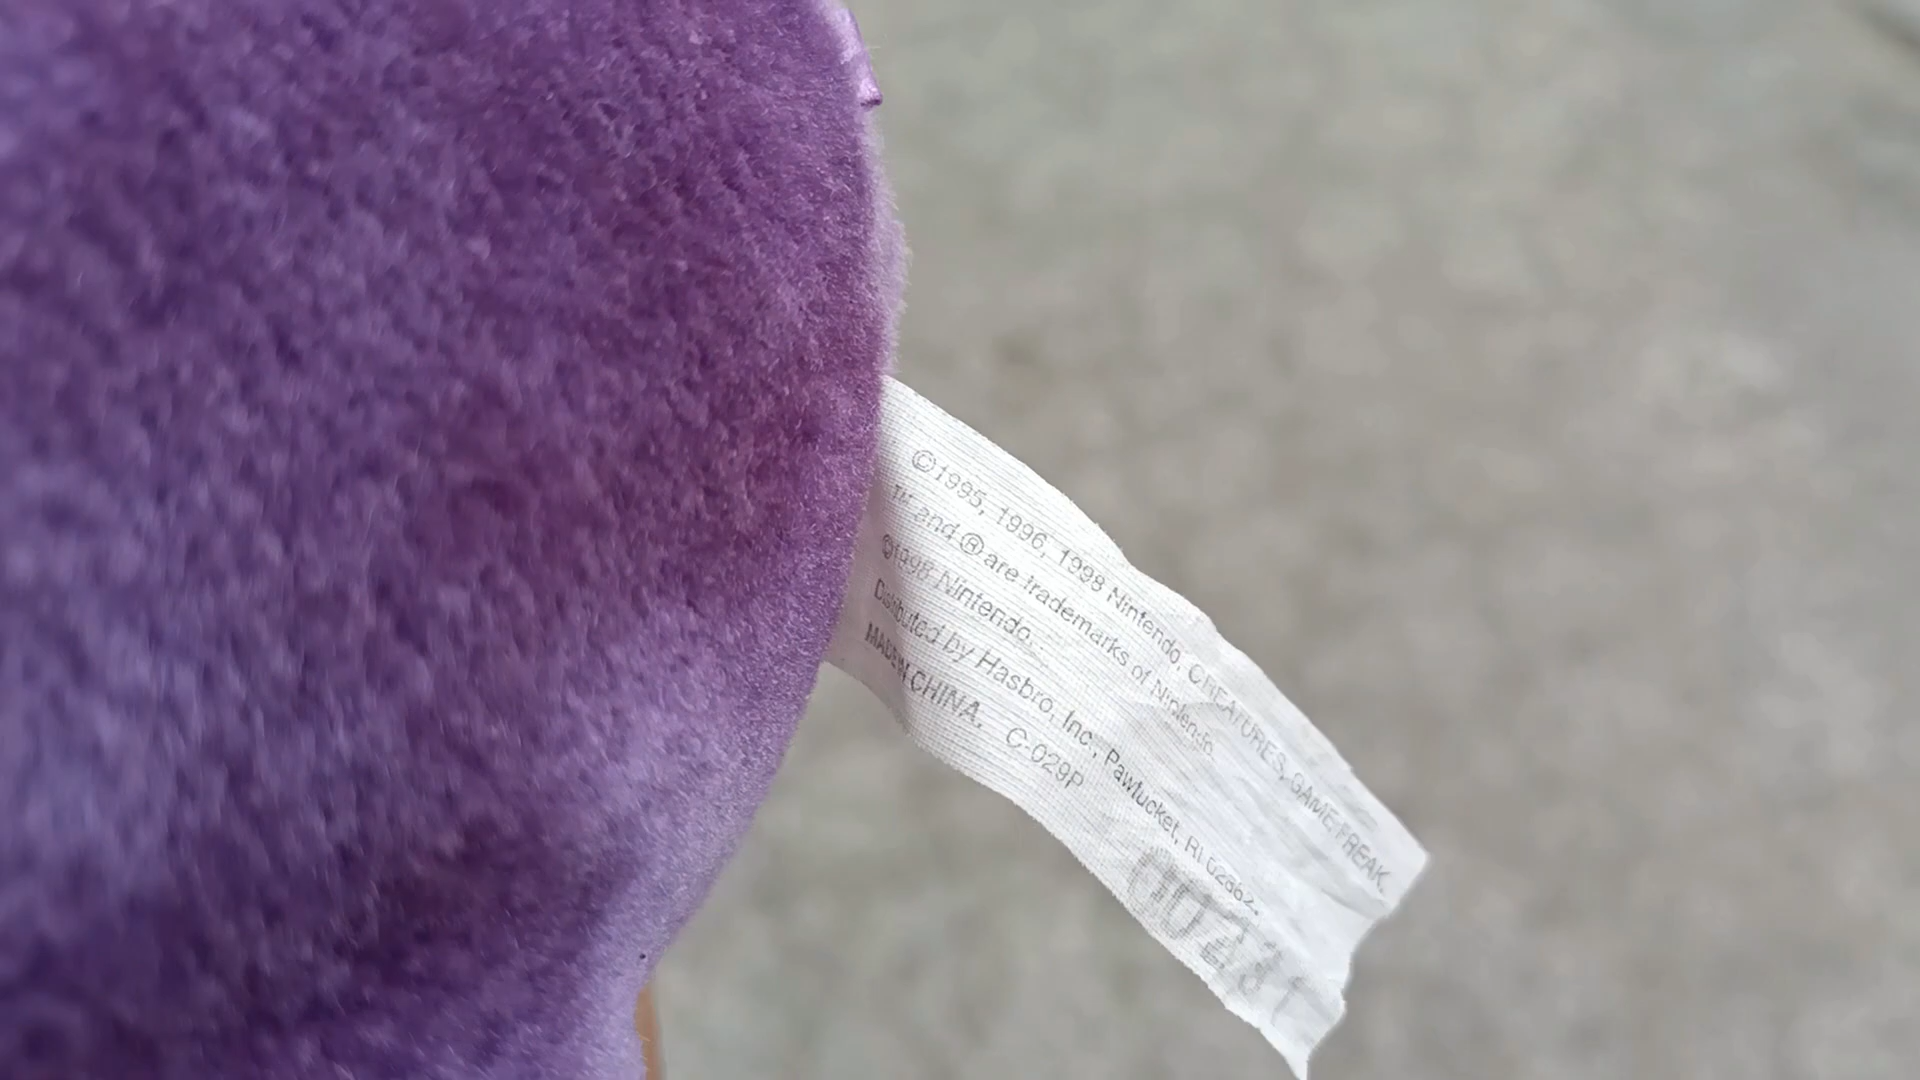 ©1995, 1996, 1998 Nintendo, CREATURES, GAME FREAK.
™ and ® are trademarks of Nintendo.
©1998 Nintendo.
Distributed by Hasbro, Inc., Pawtucket, RI 02862.
MADE IN CHINA. C-029P